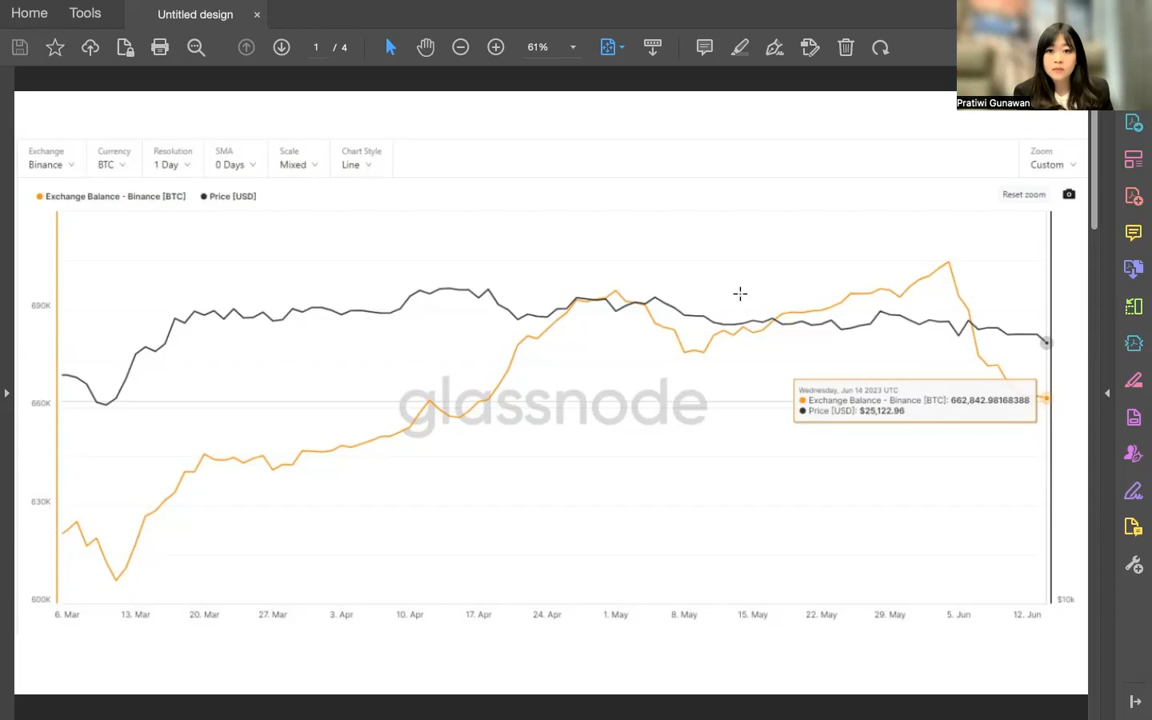 Home Tools Untitled design ×
1 / 4 61%
Pratiwi Gunawan
Exchange Currency Resolution SMA Scale Chart Style Zoom
Binance BTC 1 Day 0 Days Mixed Line Custom
Exchange Balance - Binance [BTC] Price [USD] Reset zoom
690K
660K
630K
600K
$10k
glassnode
Wednesday, Jun 14 2023 UTC
Exchange Balance - Binance [BTC]: 662,842.98168388
Price [USD]: $25,122.96
6. Mar 13. Mar 20. Mar 27. Mar 3. Apr 10. Apr 17. Apr 24. Apr 1. May 8. May 15. May 22. May 29. May 5. Jun 12. Jun